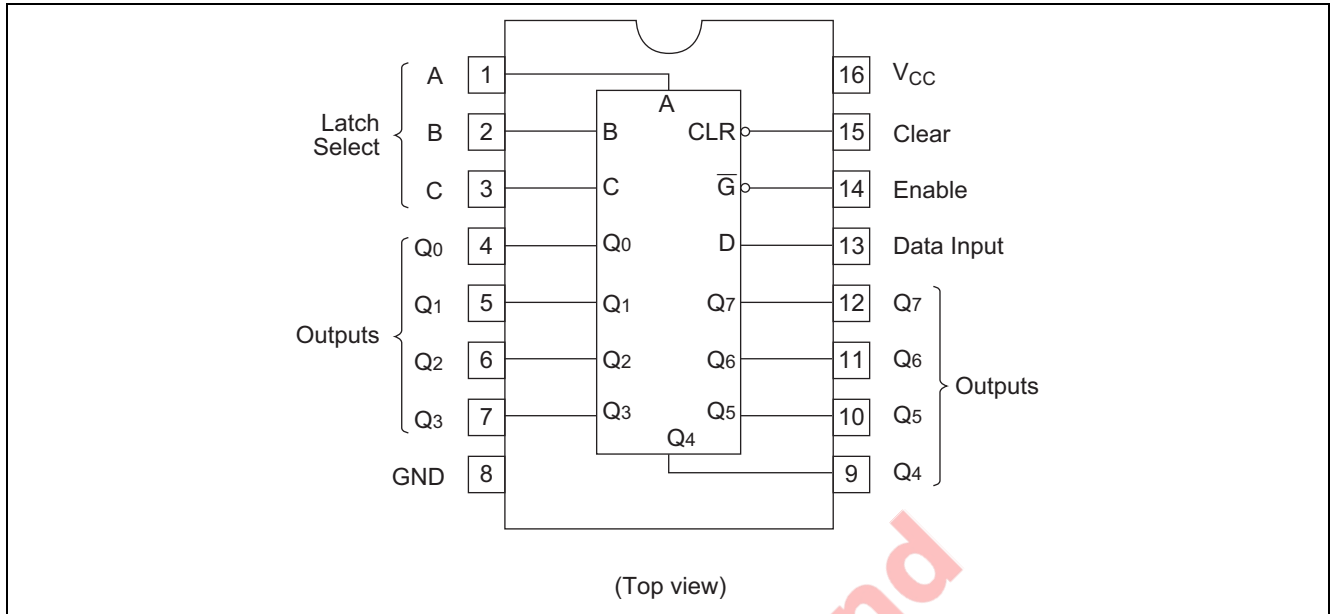 A 1
B 2
C 3
Latch
Select
Q0 4
Q1 5
Q2 6
Q3 7
Outputs
GND 8
A
B
C
Q0
Q1
Q2
Q3
Q4
CLR
G̅
D
Q7
Q6
Q5
16 VCC
15 Clear
14 Enable
13 Data Input
12 Q7
11 Q6
10 Q5
9 Q4
Outputs
(Top view)
nd